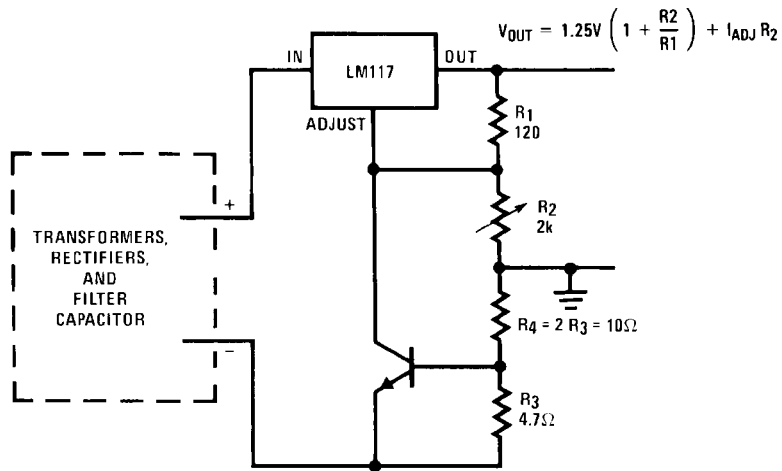 V_OUT = 1.25V ( 1 + R2/R1 ) + I_ADJ R2
IN
LM117
OUT
ADJUST
R1
120
+
R2
2k
TRANSFORMERS,
RECTIFIERS,
AND
FILTER
CAPACITOR
R4 = 2 R3 = 10Ω
−
R3
4.7Ω